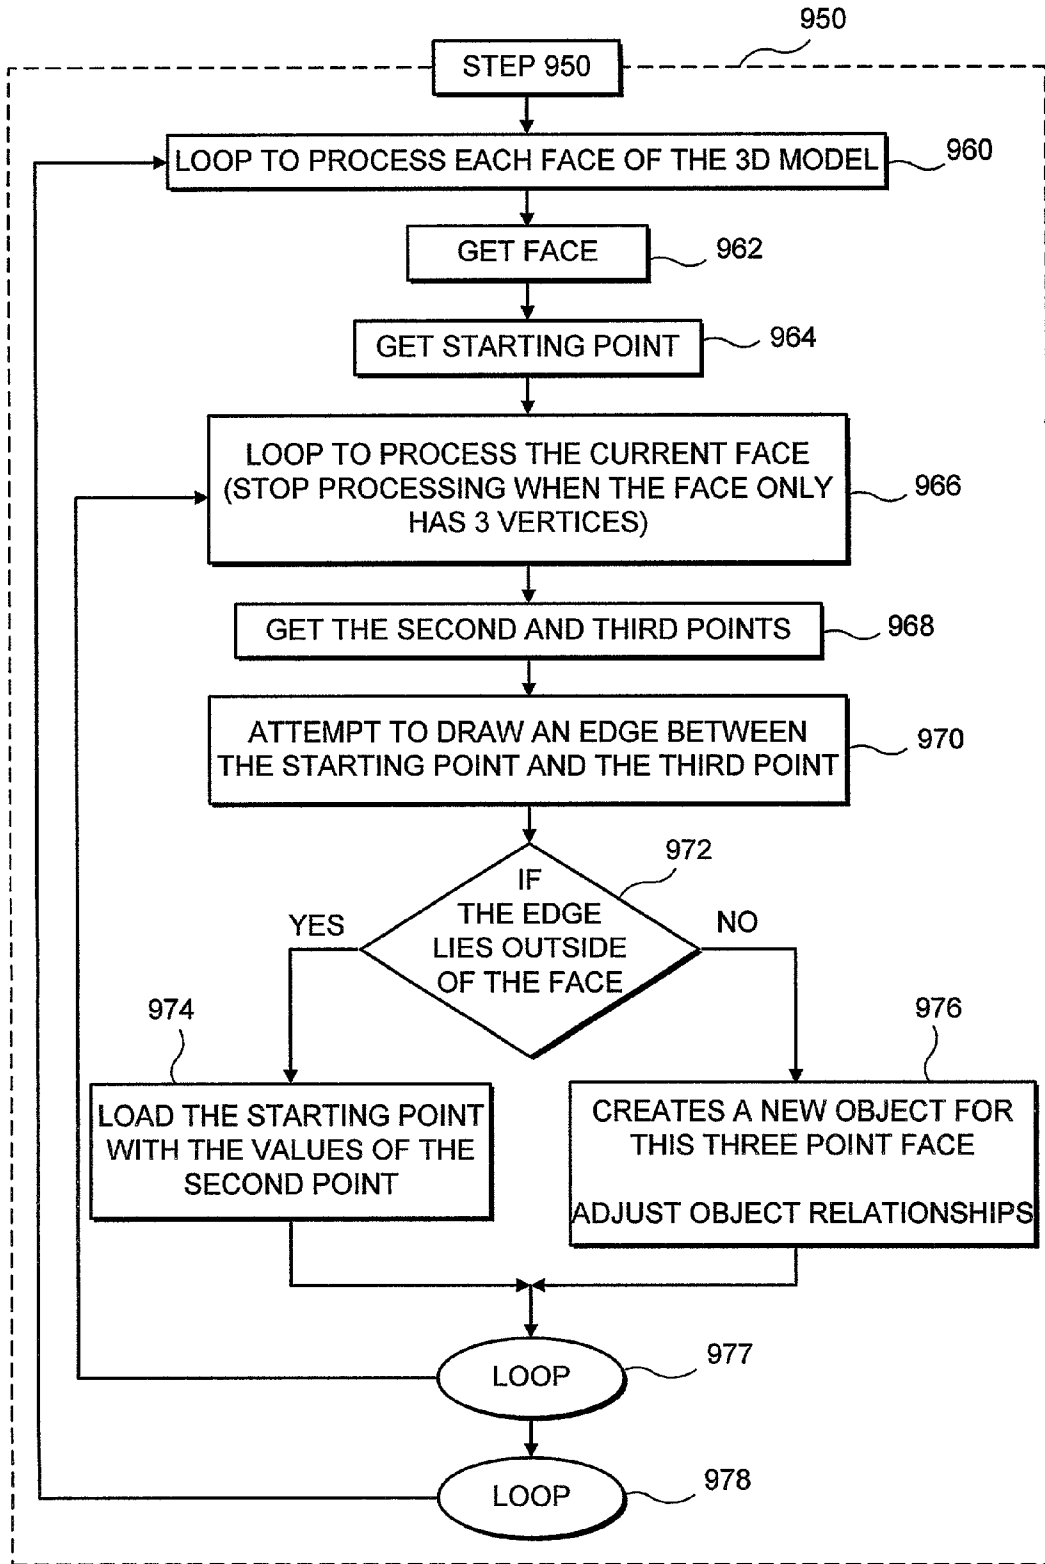 950
STEP 950
LOOP TO PROCESS EACH FACE OF THE 3D MODEL
960
GET FACE
962
GET STARTING POINT
964
LOOP TO PROCESS THE CURRENT FACE
(STOP PROCESSING WHEN THE FACE ONLY
HAS 3 VERTICES)
966
GET THE SECOND AND THIRD POINTS
968
ATTEMPT TO DRAW AN EDGE BETWEEN
THE STARTING POINT AND THE THIRD POINT
970
972
IF
THE EDGE
LIES OUTSIDE
OF THE FACE
YES
NO
974
LOAD THE STARTING POINT
WITH THE VALUES OF THE
SECOND POINT
976
CREATES A NEW OBJECT FOR
THIS THREE POINT FACE
ADJUST OBJECT RELATIONSHIPS
LOOP
977
LOOP
978